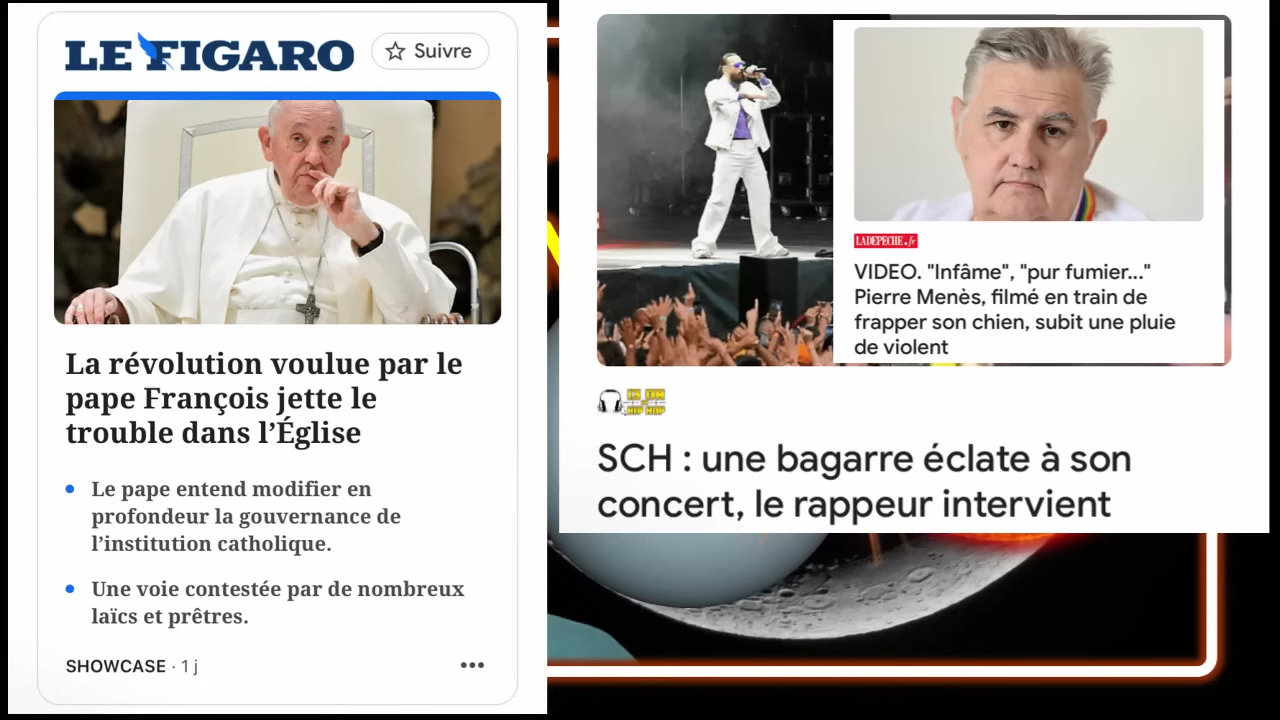 LE FIGARO
Suivre
La révolution voulue par le
pape François jette le
trouble dans l'Église
Le pape entend modifier en
profondeur la gouvernance de
l'institution catholique.
Une voie contestée par de nombreux
laïcs et prêtres.
SHOWCASE · 1 j
LADEPECHE.fr
VIDEO. "Infâme", "pur fumier..."
Pierre Menès, filmé en train de
frapper son chien, subit une pluie
de violent
HIP HOP
SCH : une bagarre éclate à son
concert, le rappeur intervient